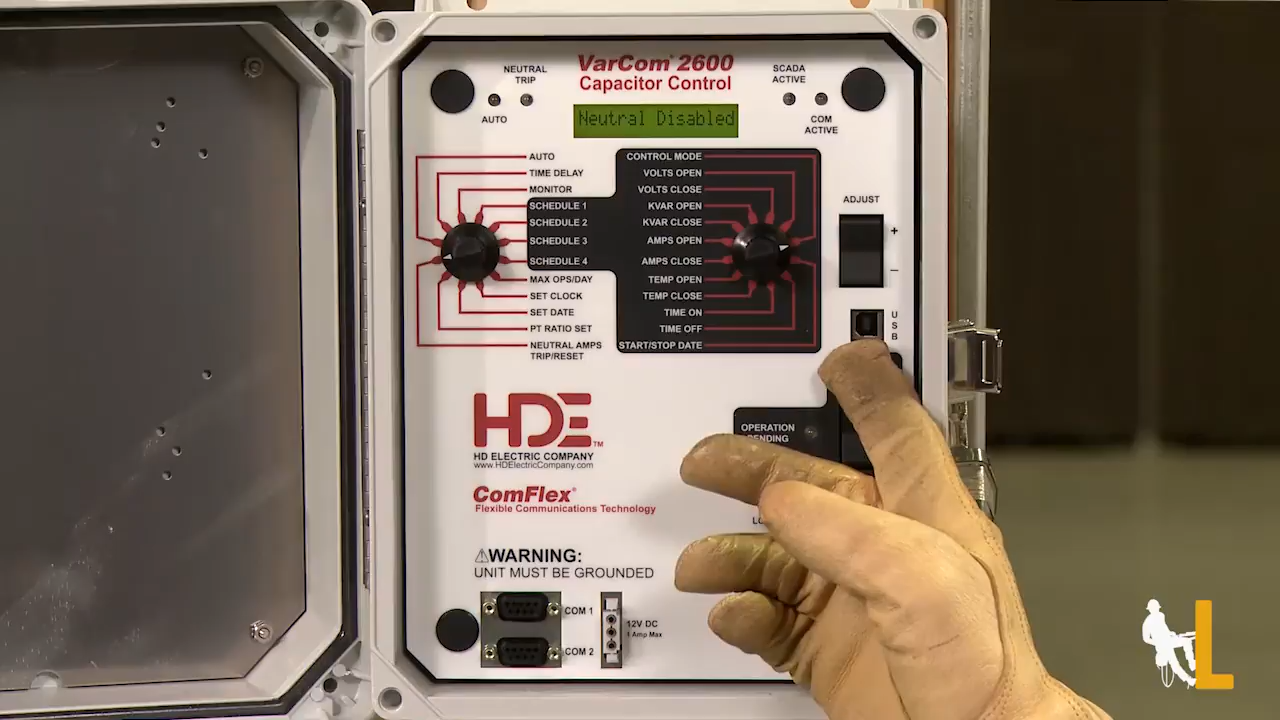 VarCom® 2600
Capacitor Control
NEUTRAL
TRIP
AUTO
SCADA
ACTIVE
COM
ACTIVE
Neutral Disabled
AUTO
TIME DELAY
MONITOR
SCHEDULE 1
SCHEDULE 2
SCHEDULE 3
SCHEDULE 4
MAX OPS/DAY
SET CLOCK
SET DATE
PT RATIO SET
NEUTRAL AMPS
TRIP/RESET
CONTROL MODE
VOLTS OPEN
VOLTS CLOSE
KVAR OPEN
KVAR CLOSE
AMPS OPEN
AMPS CLOSE
TEMP OPEN
TEMP CLOSE
TIME ON
TIME OFF
START/STOP DATE
ADJUST
+
–
USB
OPERATION
HDE™
HD ELECTRIC COMPANY
www.HDElectricCompany.com
ComFlex®
Flexible Communications Technology
⚠WARNING:
UNIT MUST BE GROUNDED
COM 1
COM 2
12V DC
1 Amp Max
L